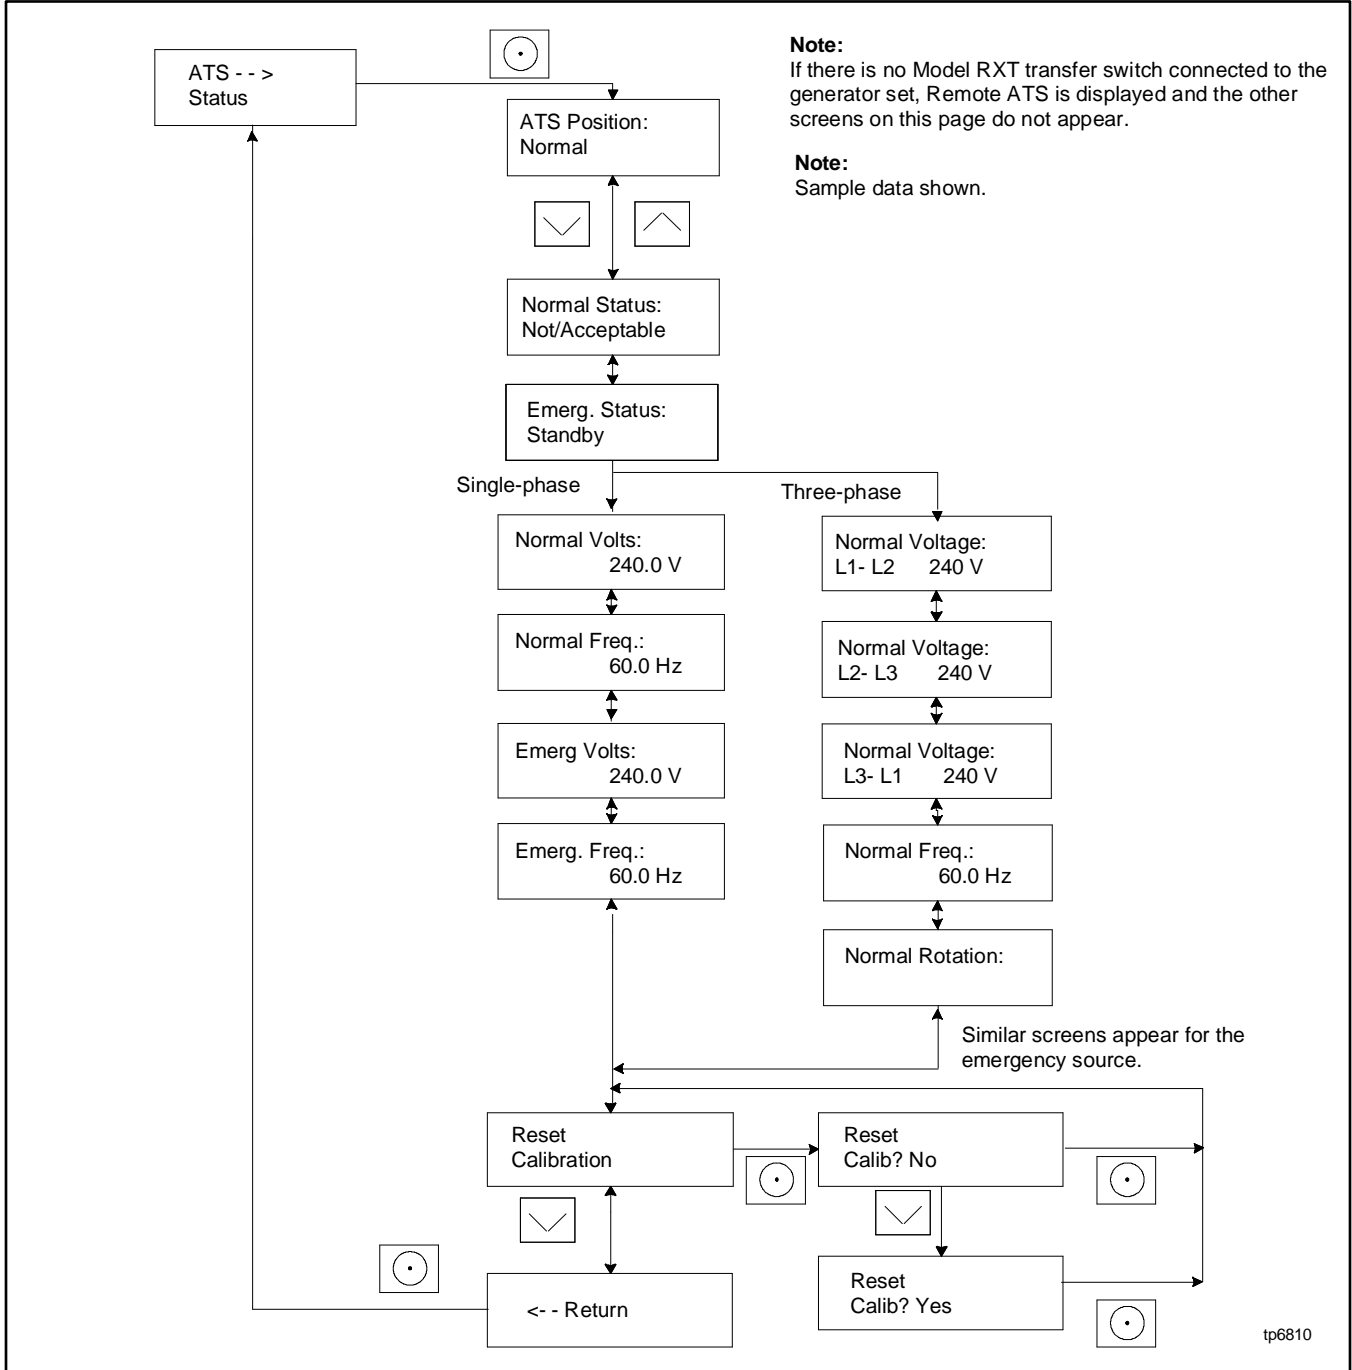 ATS - - >
Status
Note:
If there is no Model RXT transfer switch connected to the
generator set, Remote ATS is displayed and the other
screens on this page do not appear.
Note:
Sample data shown.
ATS Position:
Normal
Normal Status:
Not/Acceptable
Emerg. Status:
Standby
Single-phase
Three-phase
Normal Volts:
240.0 V
Normal Freq.:
60.0 Hz
Emerg Volts:
240.0 V
Emerg. Freq.:
60.0 Hz
Normal Voltage:
L1- L2 240 V
Normal Voltage:
L2- L3 240 V
Normal Voltage:
L3- L1 240 V
Normal Freq.:
60.0 Hz
Normal Rotation:
Similar screens appear for the
emergency source.
Reset
Calibration
Reset
Calib? No
Reset
Calib? Yes
<- - Return
tp6810